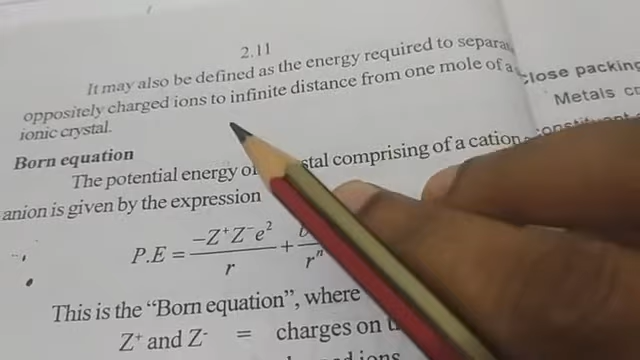 2.11
It may also be defined as the energy required to
oppositely charged ions to infinite distance from one mole of a
ionic crystal.
Born equation
The potential energy comprising of a cation
anion is given by the expression
P.E = -Z⁺Z⁻e²/r + /rⁿ
This is the “Born equation”, where
Z⁺ and Z⁻ = charges on
ions
Close packing
Metals